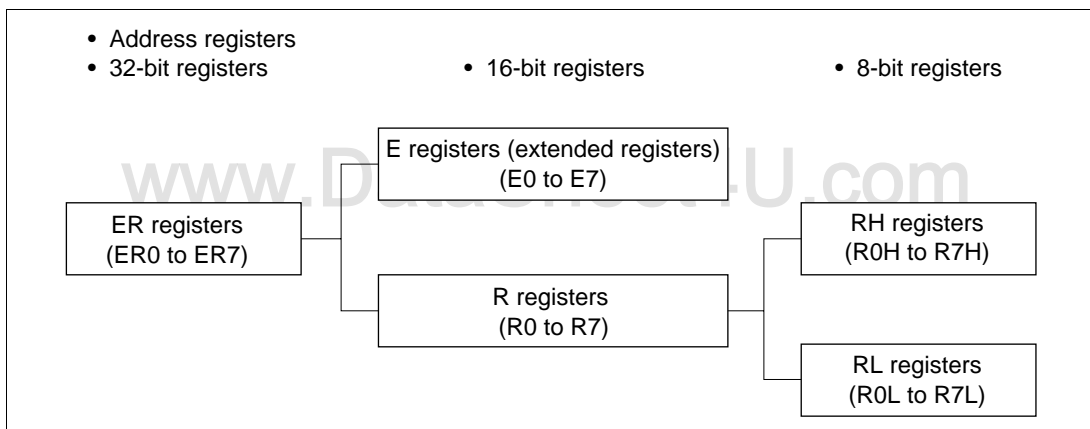 • Address registers
• 32-bit registers • 16-bit registers • 8-bit registers
E registers (extended registers)
(E0 to E7)
ER registers
(ER0 to ER7)
RH registers
(R0H to R7H)
R registers
(R0 to R7)
RL registers
(R0L to R7L)